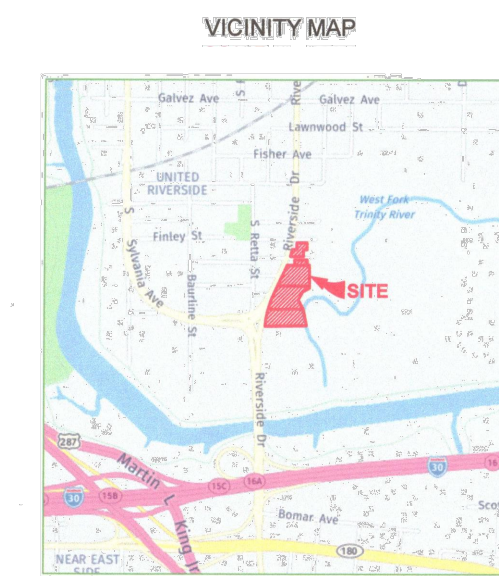 VICINITY MAP
Galvez Ave
Galvez Ave
Lawnwood St
Fisher Ave
UNITED
RIVERSIDE
Riverside Dr
West Fork
Trinity River
S
Sylvania Ave
Finley St
S Retta St
Baurline St
SITE
Riverside Dr
287
Martin L King Jr
30
15B
15C
16A
30
16
Bomar Ave
180
NEAR EAST
SIDE